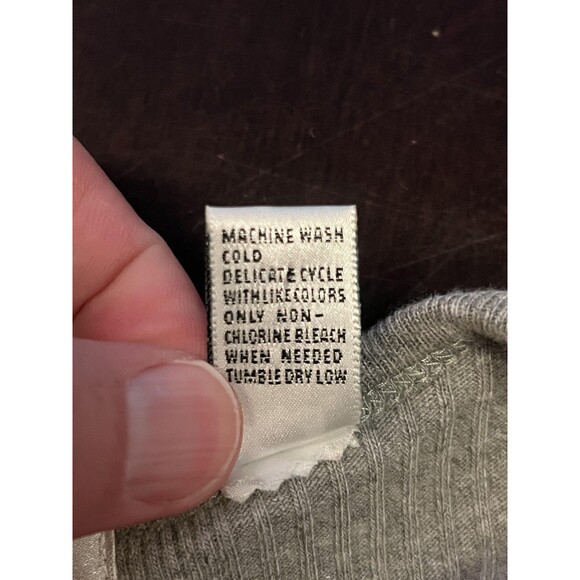 MACHINE WASH
COLD
DELICATE CYCLE
WITH LIKE COLORS
ONLY NON-
CHLORINE BLEACH
WHEN NEEDED
TUMBLE DRY LOW